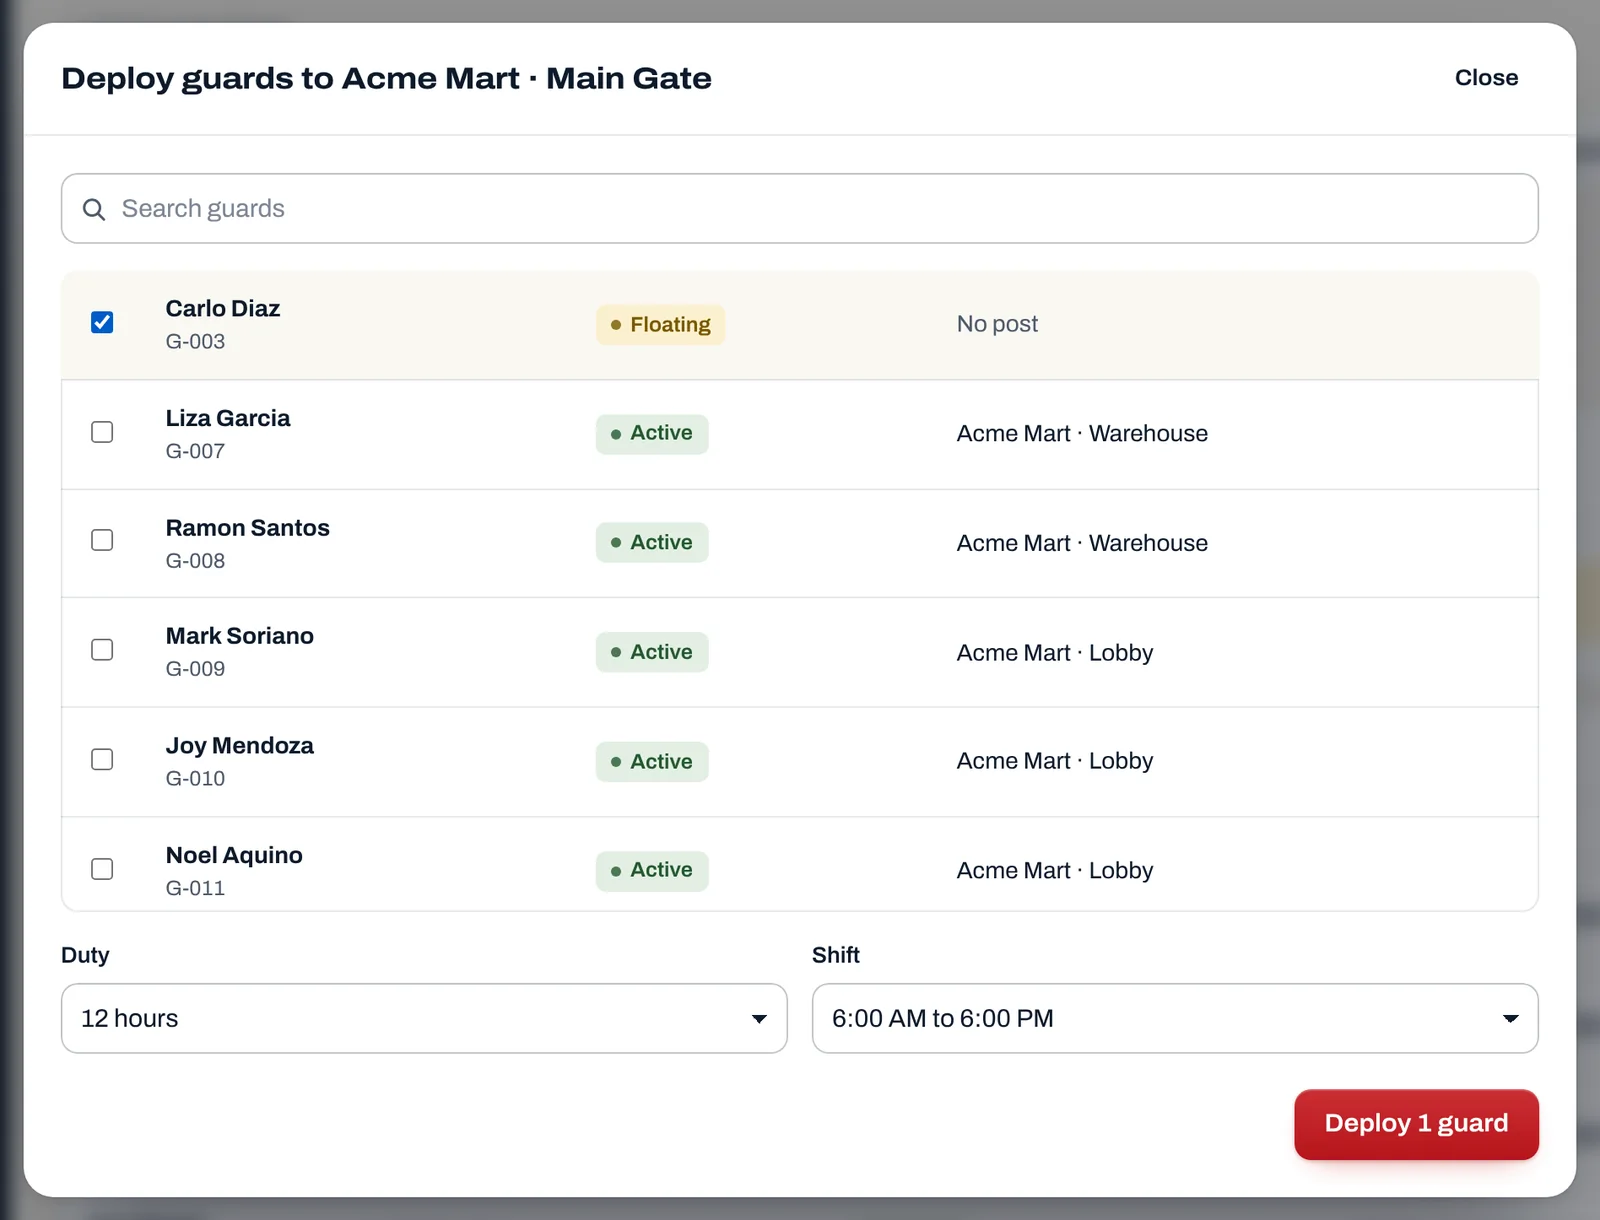 Deploy guards to Acme Mart · Main Gate
Close
Search guards
Carlo Diaz
G-003
Floating
No post
Liza Garcia
G-007
Active
Acme Mart · Warehouse
Ramon Santos
G-008
Active
Acme Mart · Warehouse
Mark Soriano
G-009
Active
Acme Mart · Lobby
Joy Mendoza
G-010
Active
Acme Mart · Lobby
Noel Aquino
G-011
Active
Acme Mart · Lobby
Duty
Shift
12 hours
6:00 AM to 6:00 PM
Deploy 1 guard